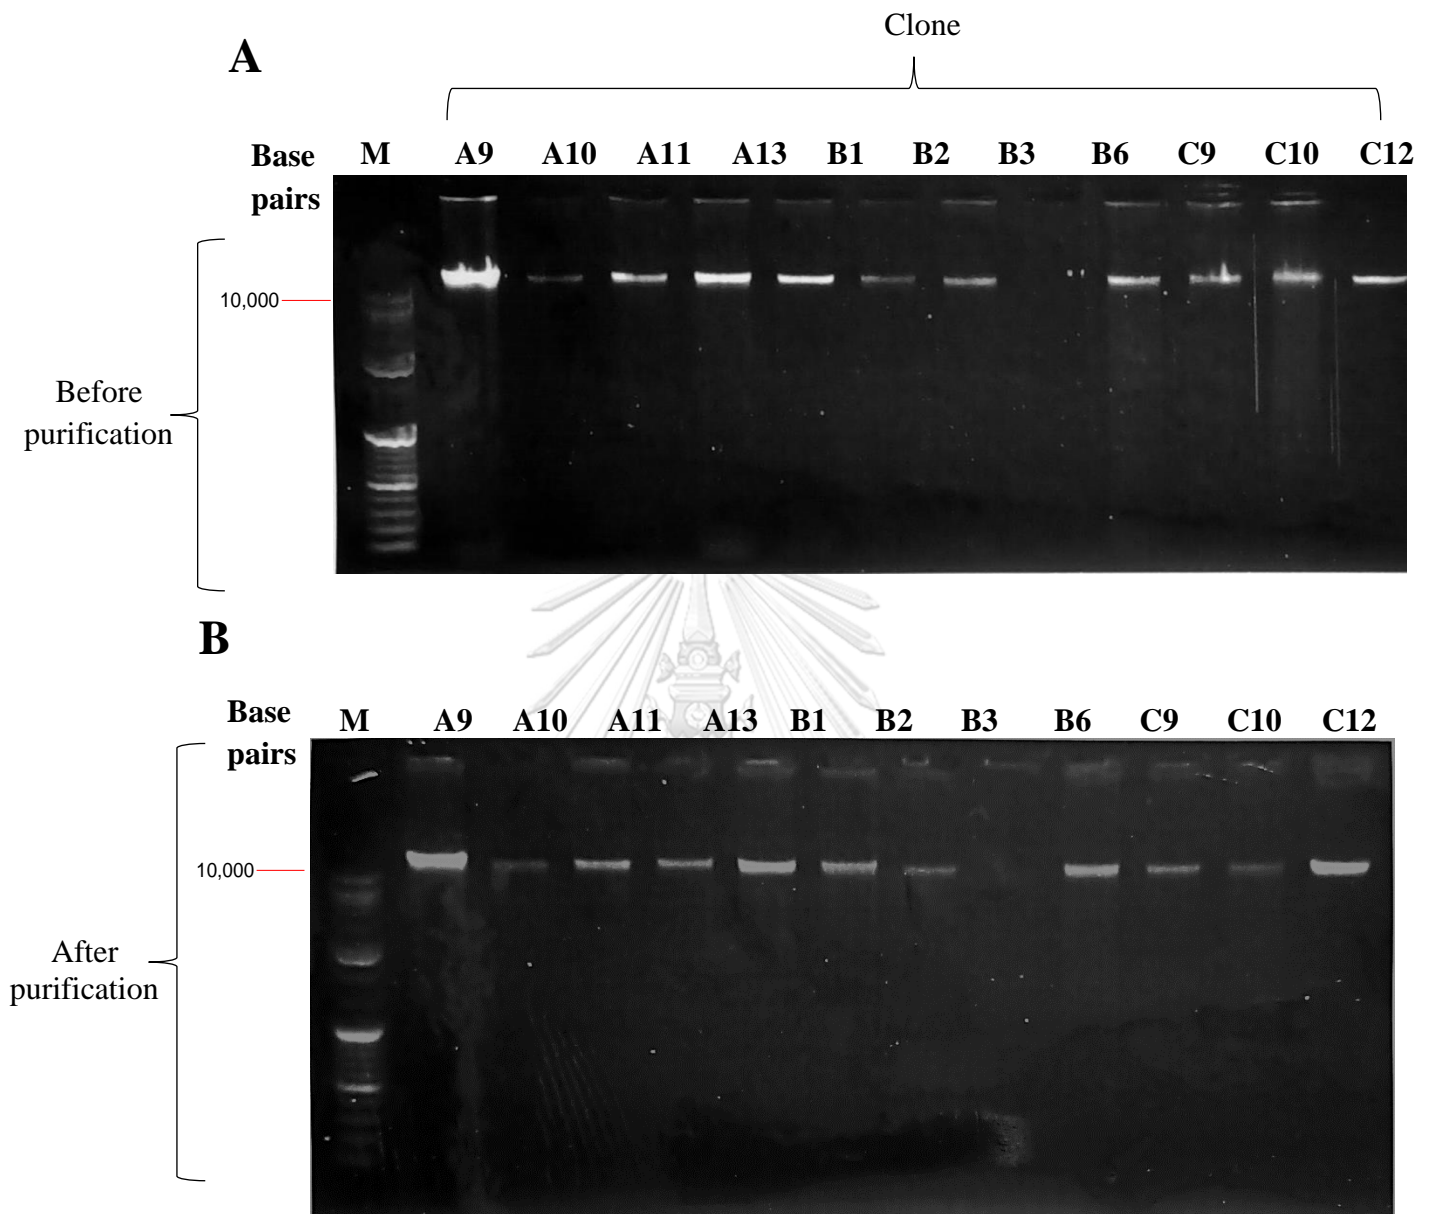 Clone
A
Base pairs
M A9 A10 A11 A13 B1 B2 B3 B6 C9 C10 C12
10,000
Before
purification
B
Base pairs
M A9 A10 A11 A13 B1 B2 B3 B6 C9 C10 C12
10,000
After
purification